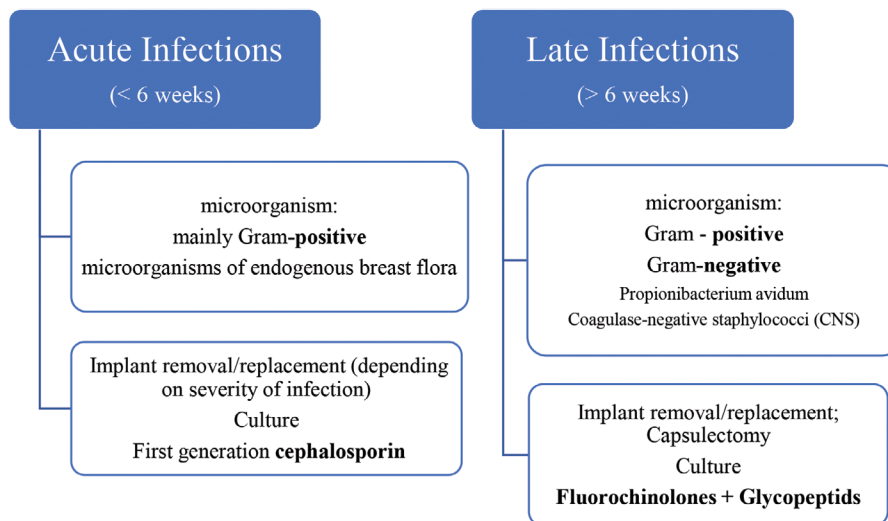 Acute Infections
(< 6 weeks)
microorganism:
mainly Gram-positive
microorganisms of endogenous breast flora
Implant removal/replacement (depending
on severity of infection)
Culture
First generation cephalosporin
Late Infections
(> 6 weeks)
microorganism:
Gram - positive
Gram-negative
Propionibacterium avidum
Coagulase-negative staphylococci (CNS)
Implant removal/replacement;
Capsulectomy
Culture
Fluorochinolones + Glycopeptids